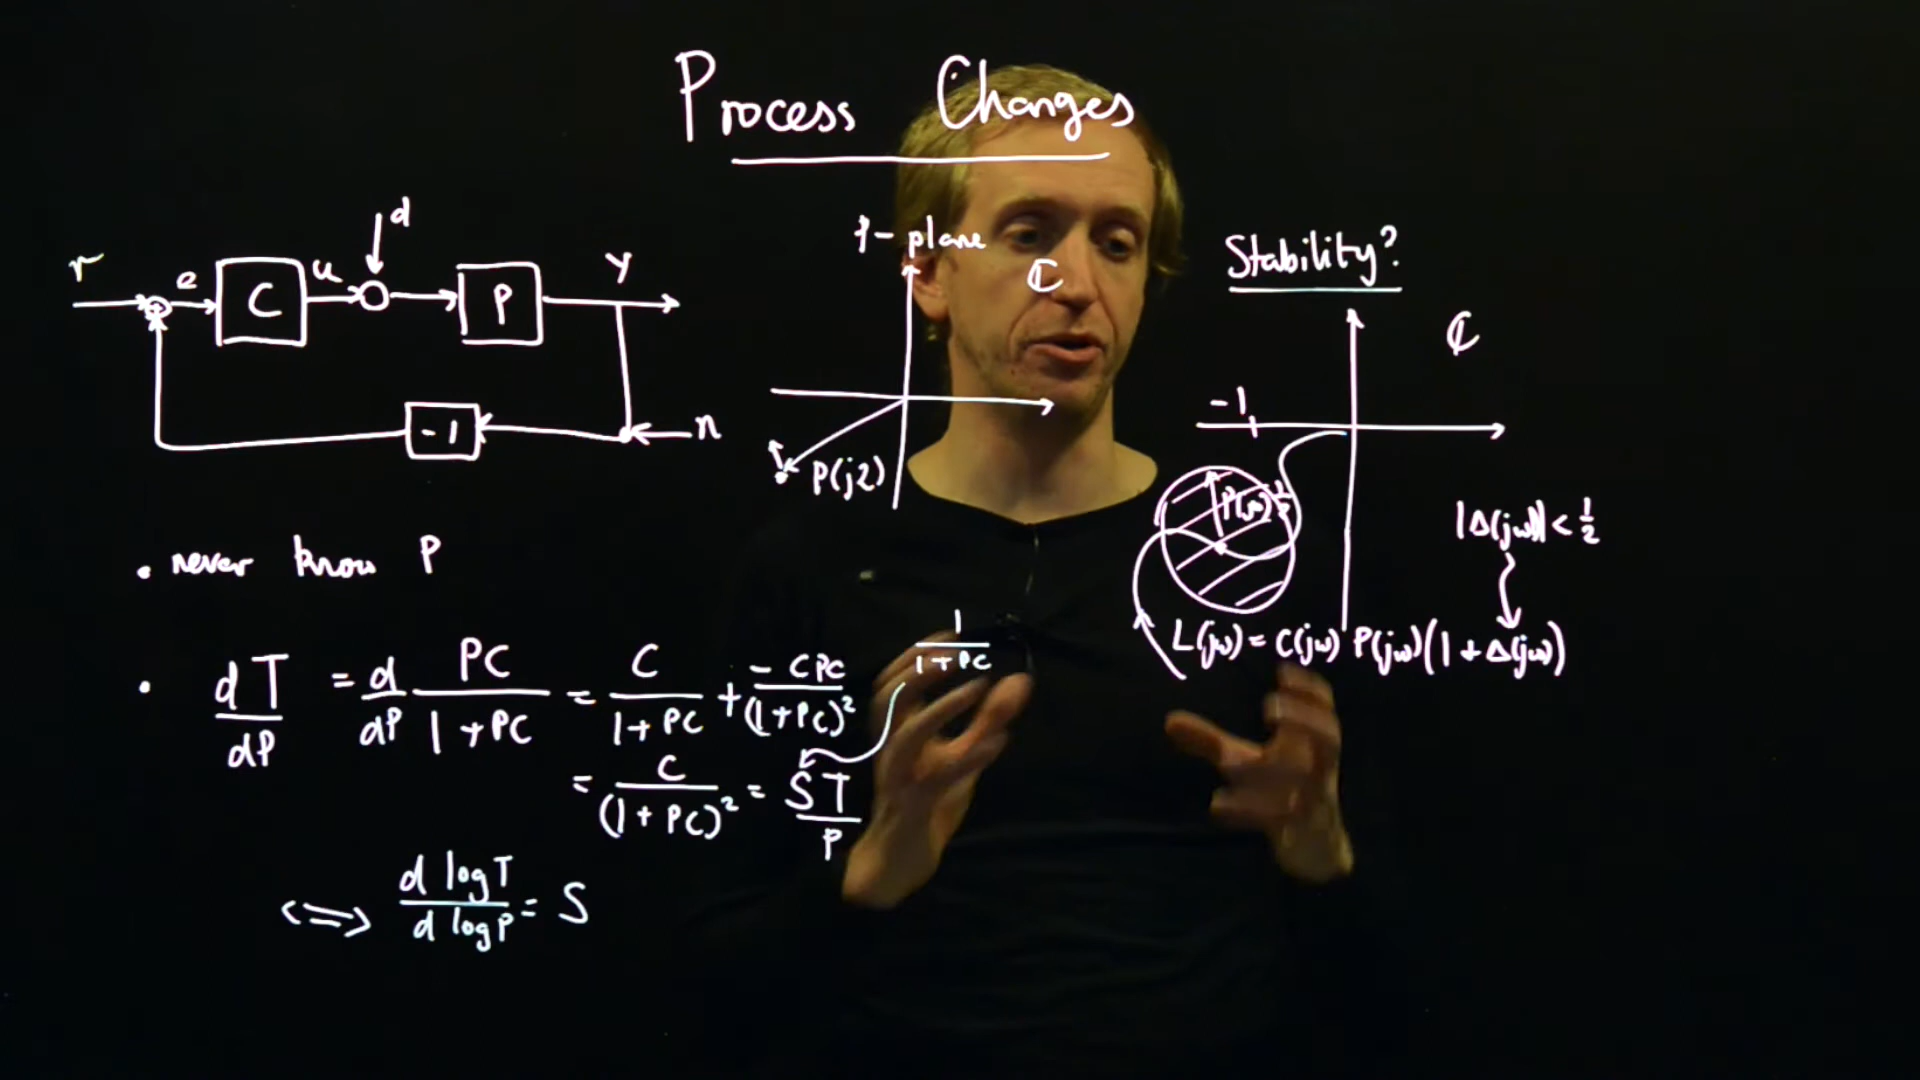 Process Changes
r
e
C
u
d
P
y
-1
n
P-plane
ℂ
P(j2)
Stability?
ℂ
-1
|Δ(jω)| < 1/2
L(jω) = C(jω) P(jω)(1 + Δ(jω))
• never know P
• dT/dP = d/dP PC/(1+PC) = C/(1+PC) + -CPC/(1+PC)²
1/(1+PC)
= C/(1+PC)² = ST/P
<=> d log T/d log P = S